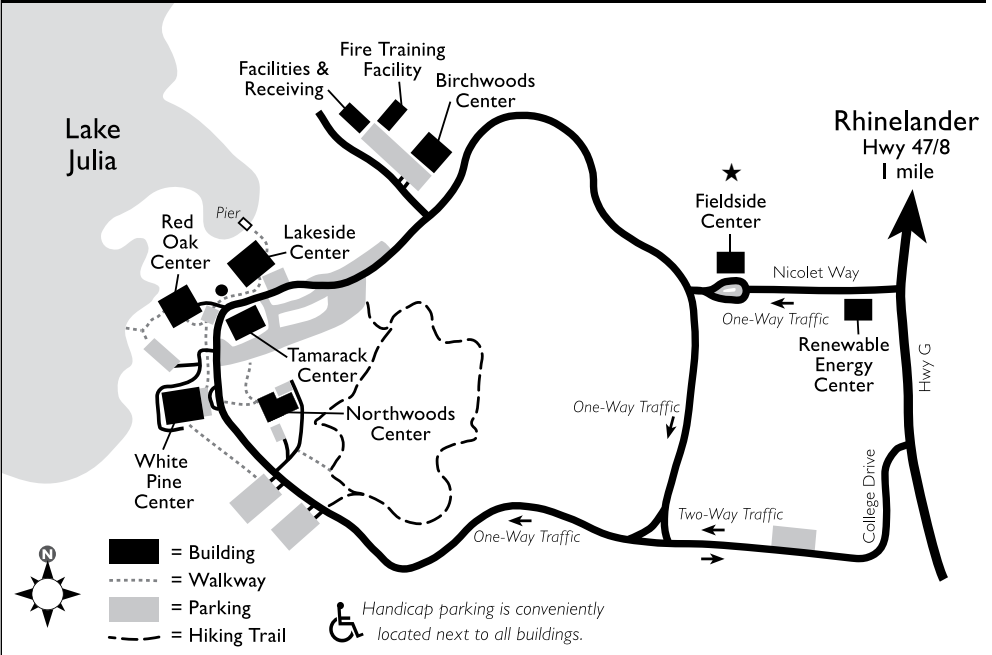 Fire Training
Facility
Facilities &
Receiving
Birchwoods
Center
Lake
Julia
Rhinelander
Hwy 47/8
1 mile
Fieldside
Center
Pier
Red
Oak
Center
Lakeside
Center
Nicolet Way
One-Way Traffic
Renewable
Energy
Center
Hwy G
Tamarack
Center
Northwoods
Center
One-Way Traffic
White
Pine
Center
College Drive
Two-Way Traffic
One-Way Traffic
N
= Building
= Walkway
= Parking
= Hiking Trail
Handicap parking is conveniently
located next to all buildings.